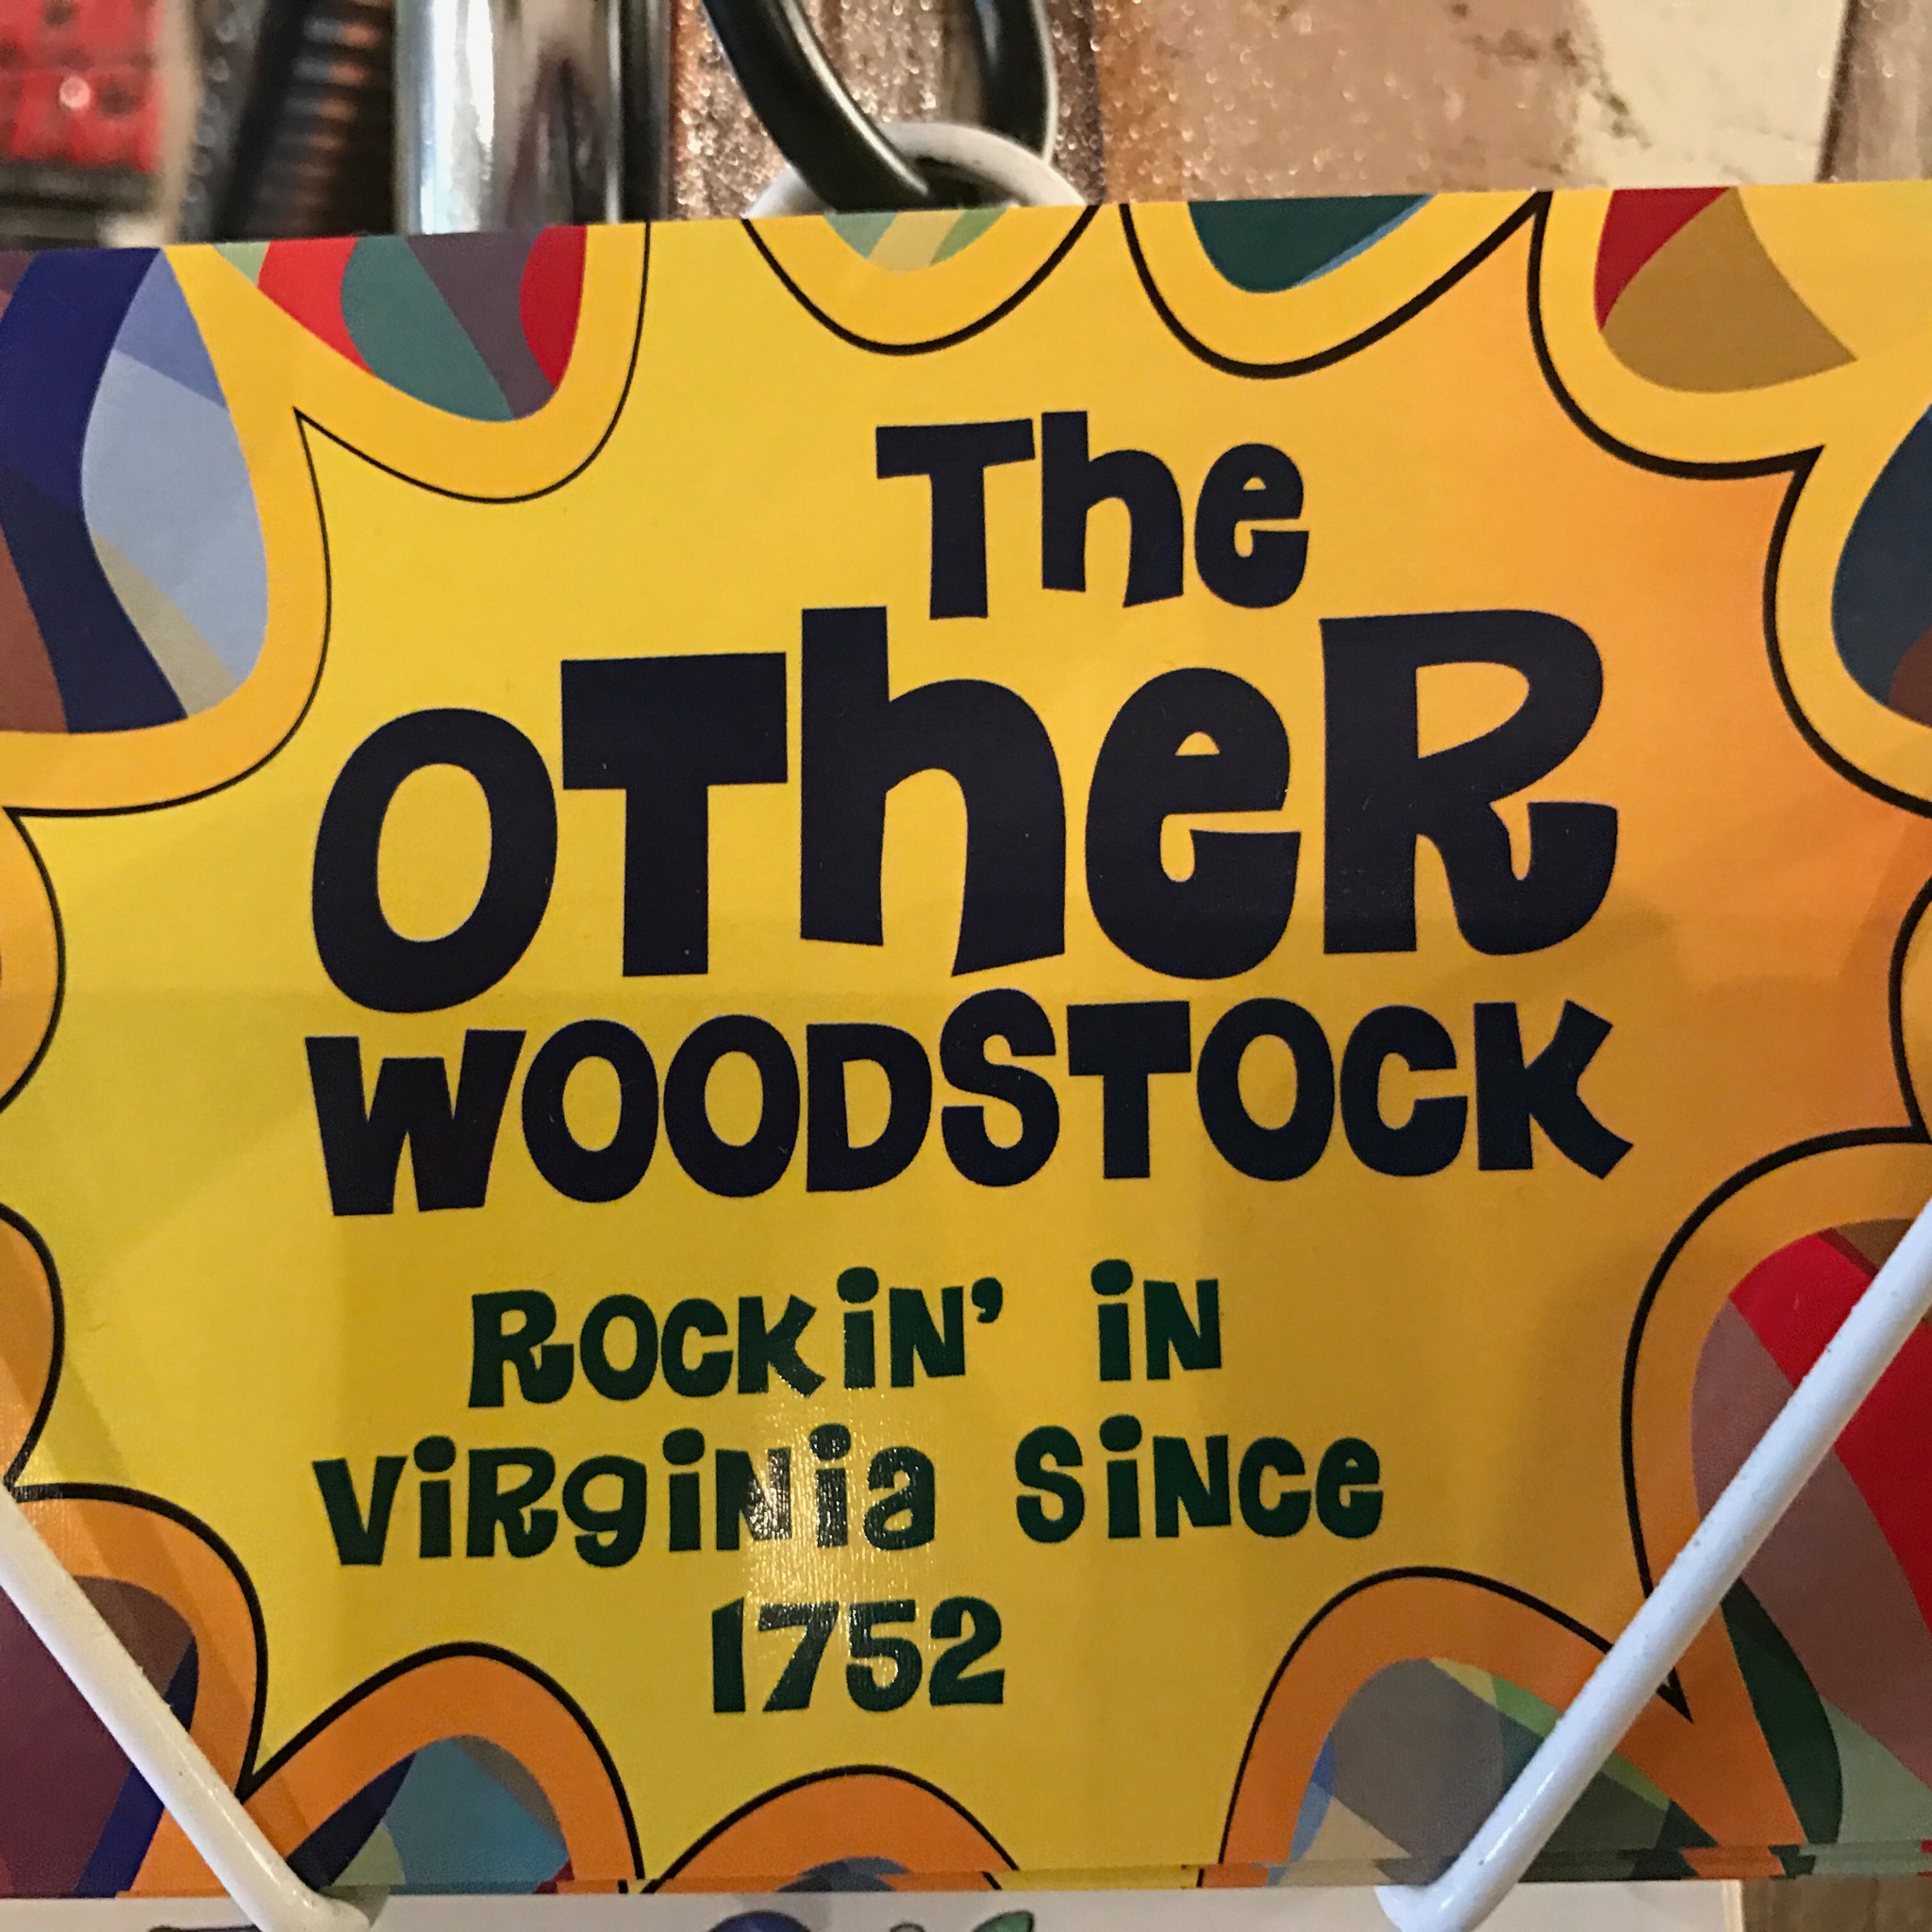 The
OTheR
WOODSTOCK
ROCKiN' iN
ViRgiNia SiNCe
1752